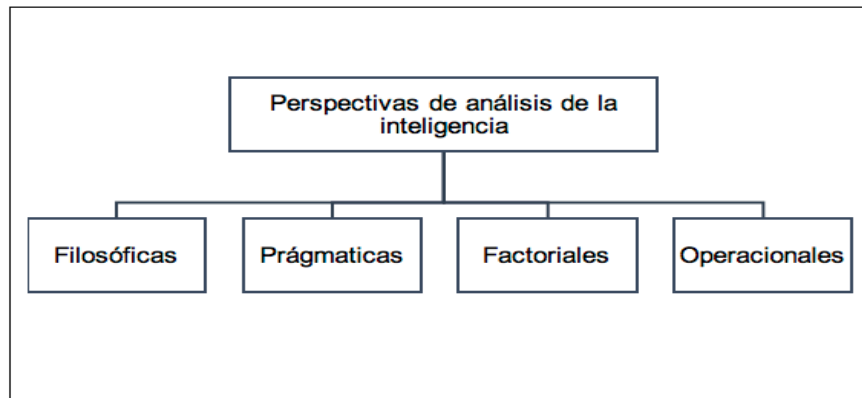 Perspectivas de análisis de la
inteligencia
Filosóficas
Prágmaticas
Factoriales
Operacionales